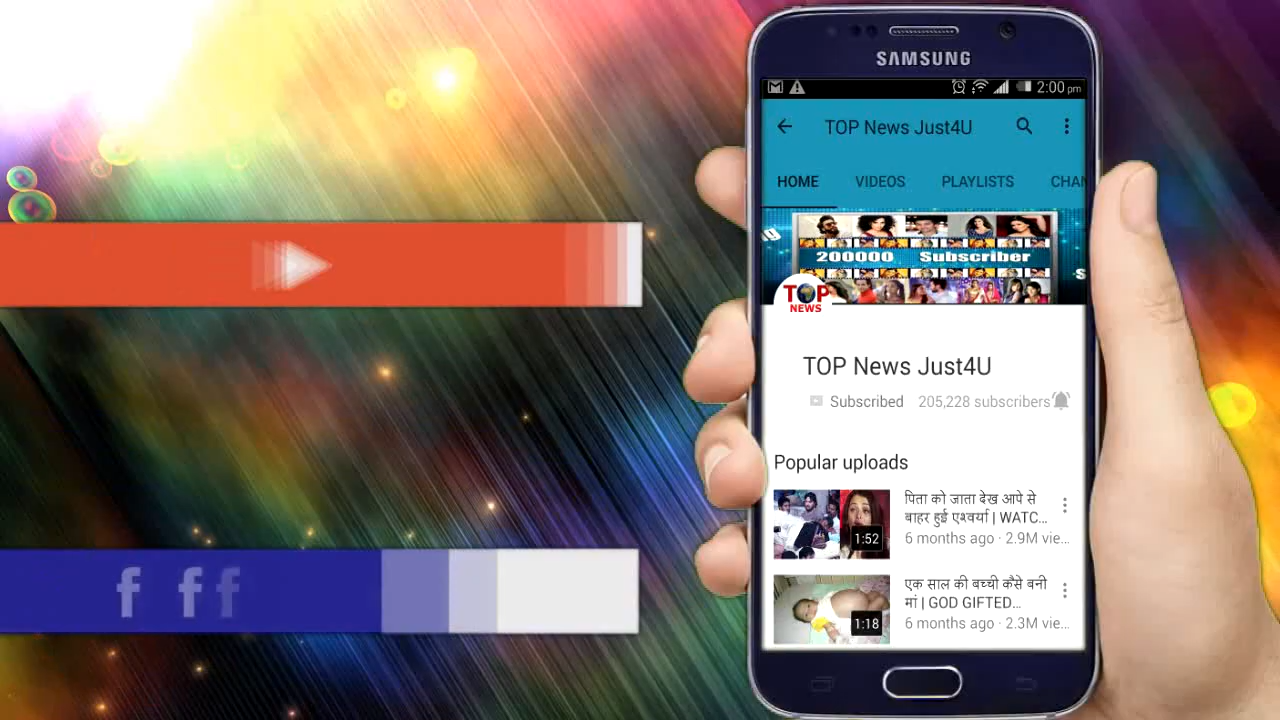 SAMSUNG
2:00 pm
TOP News Just4U
HOME VIDEOS PLAYLISTS CHAN
200000 Subscriber
TOP
NEWS
TOP News Just4U
Subscribed 205,228 subscribers
Popular uploads
पिता को जाता देख आपे से
बाहर हुई एश्वर्या | WATC...
6 months ago · 2.9M vie...
1:52
एक साल की बच्ची कैसे बनी
मां | GOD GIFTED...
6 months ago · 2.3M vie...
1:18
f f f